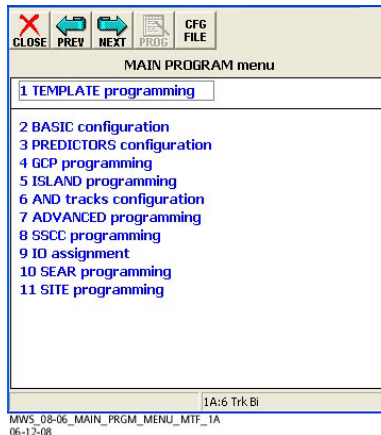 CLOSE PREV NEXT PROG CFG FILE
MAIN PROGRAM menu
1 TEMPLATE programming
2 BASIC configuration
3 PREDICTORS configuration
4 GCP programming
5 ISLAND programming
6 AND tracks configuration
7 ADVANCED programming
8 SSCC programming
9 IO assignment
10 SEAR programming
11 SITE programming
1A:6 Trk Bi
MWS_08-06_MAIN_PRGM_MENU_MTF_1A
06-12-08